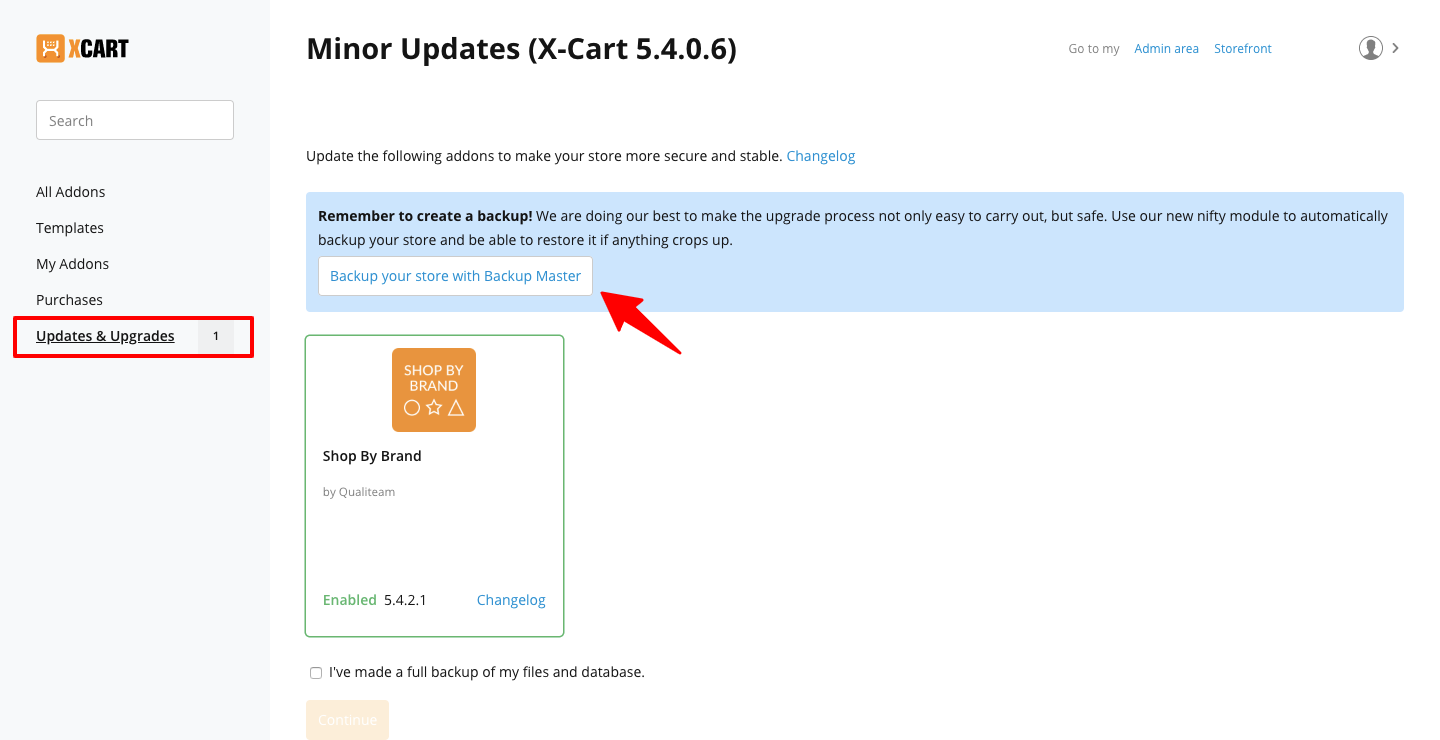 XCART
Search
All Addons
Templates
My Addons
Purchases
Updates & Upgrades 1
Minor Updates (X-Cart 5.4.0.6)
Go to my Admin area Storefront
Update the following addons to make your store more secure and stable. Changelog
Remember to create a backup! We are doing our best to make the upgrade process not only easy to carry out, but safe. Use our new nifty module to automatically
backup your store and be able to restore it if anything crops up.
Backup your store with Backup Master
SHOP BY
BRAND
Shop By Brand
by Qualiteam
Enabled 5.4.2.1 Changelog
I've made a full backup of my files and database.
Continue